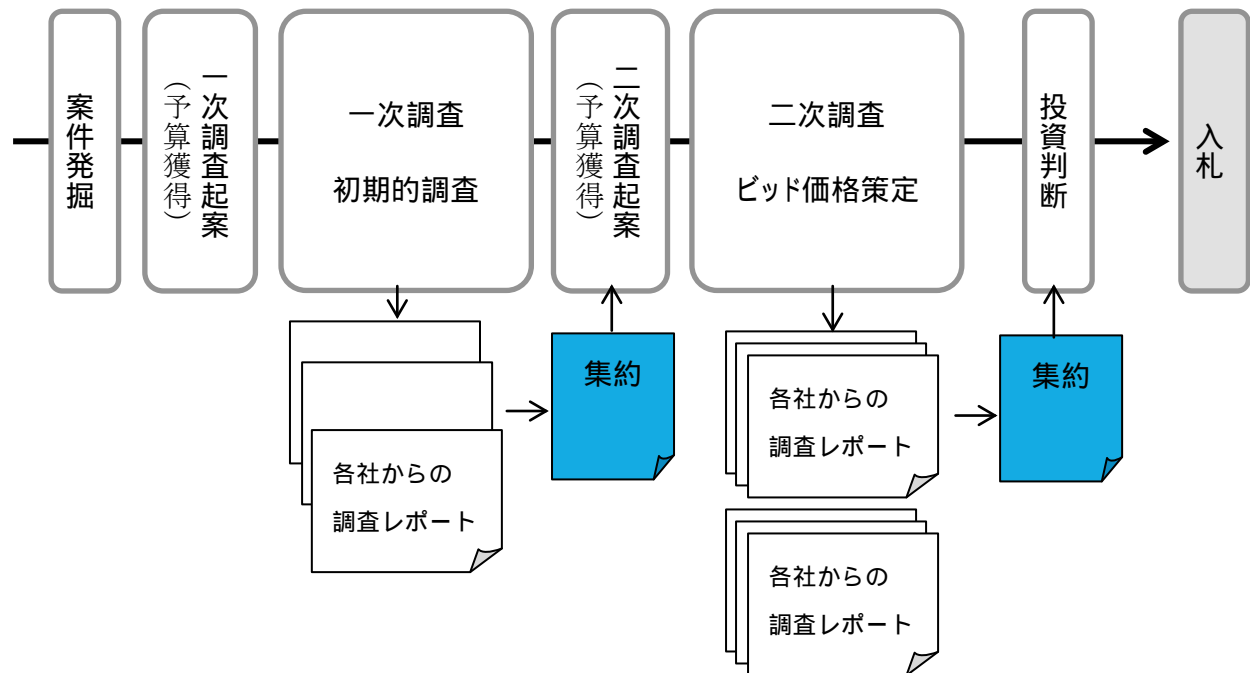 案件発掘
一次調査起案
（予算獲得）
一次調査
初期的調査
二次調査起案
（予算獲得）
二次調査
ビッド価格策定
投資判断
入札
各社からの
調査レポート
集約
各社からの
調査レポート
集約
各社からの
調査レポート